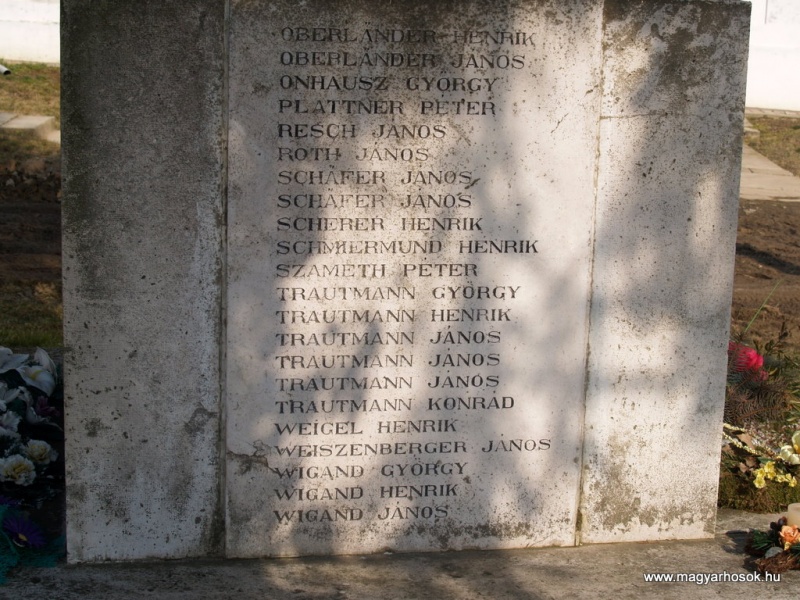 OBERLÄNDER HENRIK
OBERLÄNDER JÁNOS
ONHAUSZ GYÖRGY
PLATTNER PÉTER
RESCH JÁNOS
ROTH JÁNOS
SCHÄFER JÁNOS
SCHÄFER JÁNOS
SCHERER HENRIK
SCHMIERMUND HENRIK
SZAMÉTH PÉTER
TRAUTMANN GYÖRGY
TRAUTMANN HENRIK
TRAUTMANN JÁNOS
TRAUTMANN JÁNOS
TRAUTMANN JÁNOS
TRAUTMANN KONRÁD
WEIGEL HENRIK
WEISZENBERGER JÁNOS
WIGAND GYÖRGY
WIGAND HENRIK
WIGAND JÁNOS
www.magyarhosok.hu